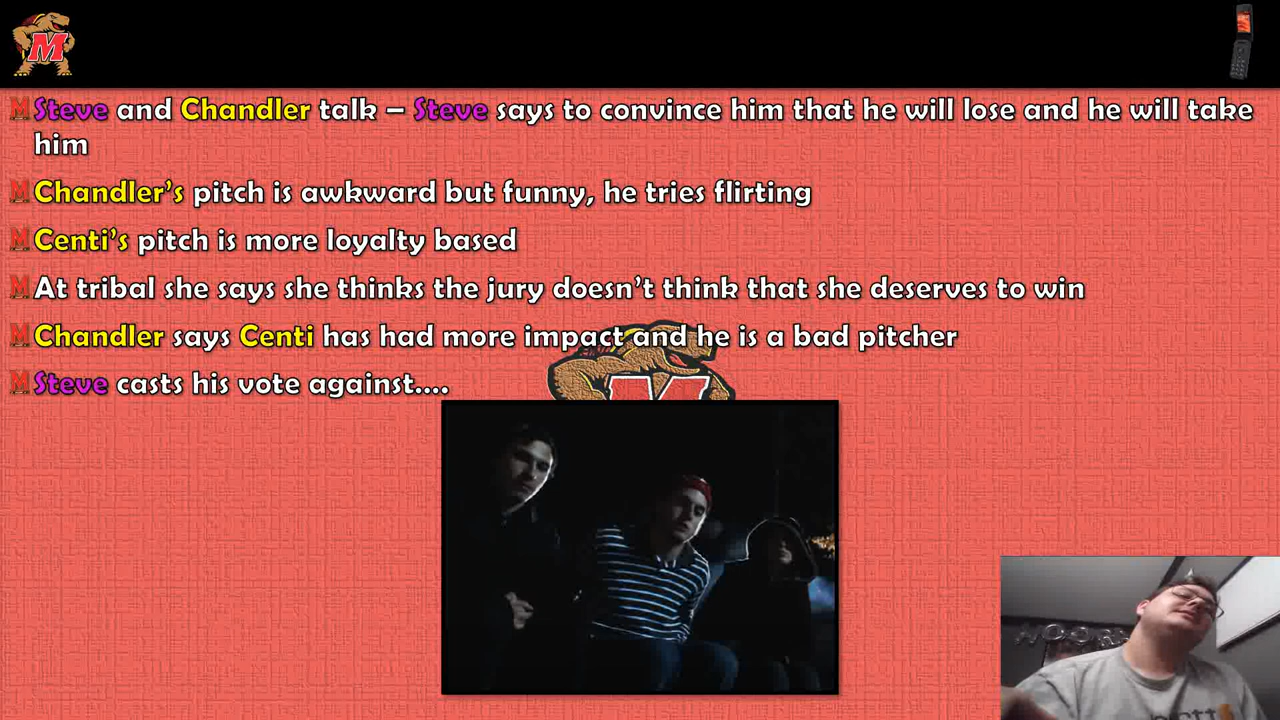 M
Steve and Chandler talk – Steve says to convince him that he will lose and he will take
him
Chandler's pitch is awkward but funny, he tries flirting
Centi's pitch is more loyalty based
At tribal she says she thinks the jury doesn't think that she deserves to win
Chandler says Centi has had more impact and he is a bad pitcher
Steve casts his vote against....